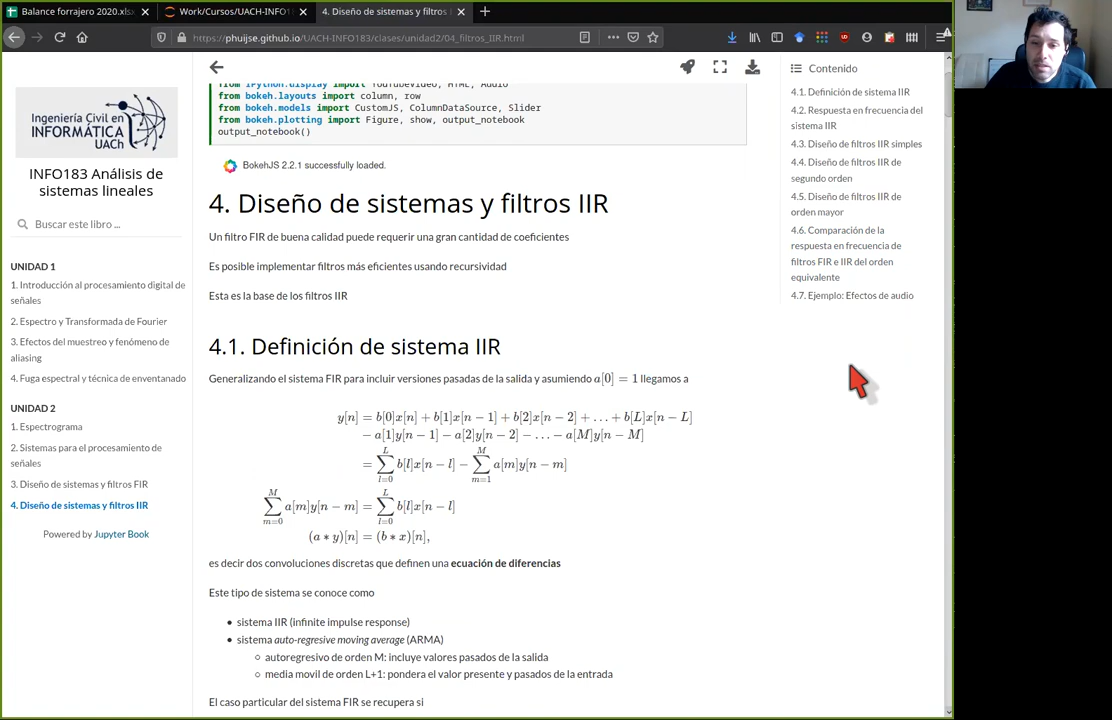 Balance forrajero 2020.xlsx
Work/Cursos/UACH-INFO1
4. Diseño de sistemas y filtros I
https://phuijse.github.io/UACH-INFO183/clases/unidad2/04_filtros_IIR.html
Ingeniería Civil en
INFORMÁTICA
UACh
INFO183 Análisis de
sistemas lineales
Buscar este libro ...
UNIDAD 1
1. Introducción al procesamiento digital de
señales
2. Espectro y Transformada de Fourier
3. Efectos del muestreo y fenómeno de
aliasing
4. Fuga espectral y técnica de enventanado
UNIDAD 2
1. Espectrograma
2. Sistemas para el procesamiento de
señales
3. Diseño de sistemas y filtros FIR
4. Diseño de sistemas y filtros IIR
Powered by Jupyter Book
from IPython.display import YouTubeVideo, HTML, Audio
from bokeh.layouts import column, row
from bokeh.models import CustomJS, ColumnDataSource, Slider
from bokeh.plotting import Figure, show, output_notebook
output_notebook()
BokehJS 2.2.1 successfully loaded.
4. Diseño de sistemas y filtros IIR
Un filtro FIR de buena calidad puede requerir una gran cantidad de coeficientes
Es posible implementar filtros más eficientes usando recursividad
Esta es la base de los filtros IIR
4.1. Definición de sistema IIR
Generalizando el sistema FIR para incluir versiones pasadas de la salida y asumiendo a[0] = 1 llegamos a
y[n] = b[0]x[n] + b[1]x[n − 1] + b[2]x[n − 2] + … + b[L]x[n − L]
− a[1]y[n − 1] − a[2]y[n − 2] − … − a[M]y[n − M]
= ∑_{l=0}^{L} b[l]x[n − l] − ∑_{m=1}^{M} a[m]y[n − m]
∑_{m=0}^{M} a[m]y[n − m] = ∑_{l=0}^{L} b[l]x[n − l]
(a ∗ y)[n] = (b ∗ x)[n],
es decir dos convoluciones discretas que definen una ecuación de diferencias
Este tipo de sistema se conoce como
• sistema IIR (infinite impulse response)
• sistema auto-regresive moving average (ARMA)
○ autoregresivo de orden M: incluye valores pasados de la salida
○ media movil de orden L+1: pondera el valor presente y pasados de la entrada
El caso particular del sistema FIR se recupera si
Contenido
4.1. Definición de sistema IIR
4.2. Respuesta en frecuencia del
sistema IIR
4.3. Diseño de filtros IIR simples
4.4. Diseño de filtros IIR de
segundo orden
4.5. Diseño de filtros IIR de
orden mayor
4.6. Comparación de la
respuesta en frecuencia de
filtros FIR e IIR del orden
equivalente
4.7. Ejemplo: Efectos de audio